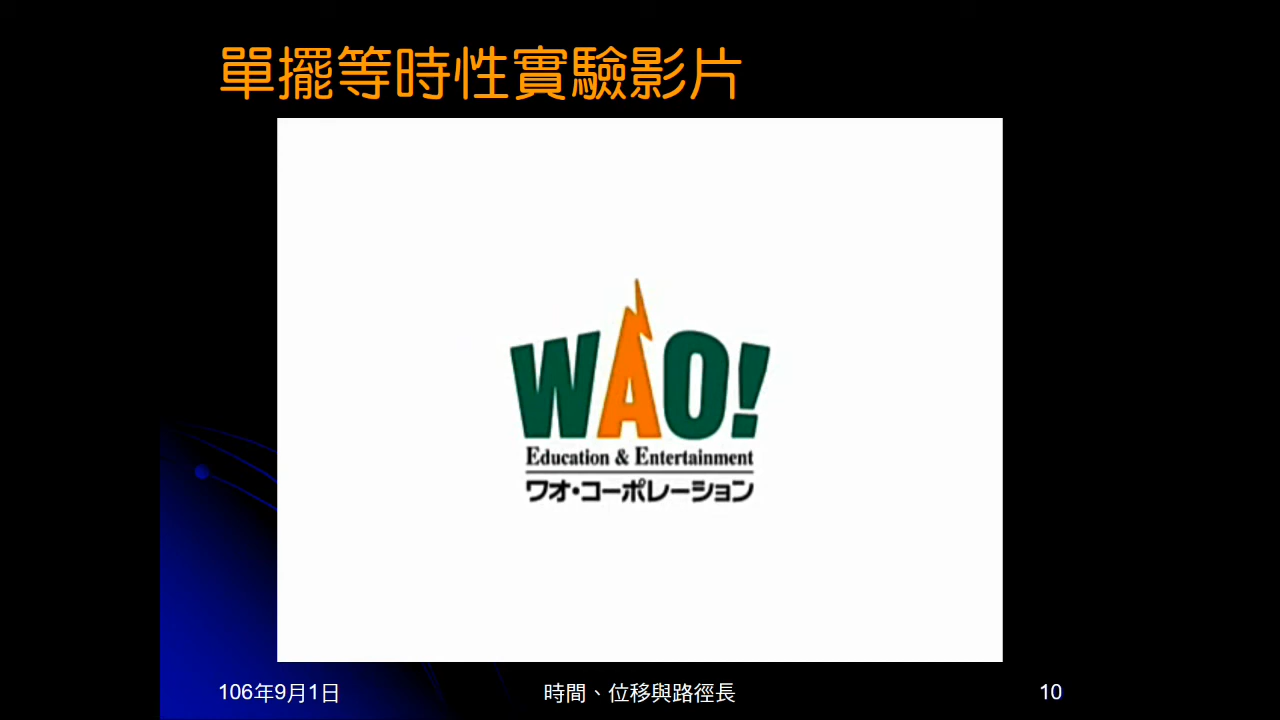 單擺等時性實驗影片
WAO!
Education & Entertainment
ワオ・コーポレーション
106年9月1日
時間、位移與路徑長
10